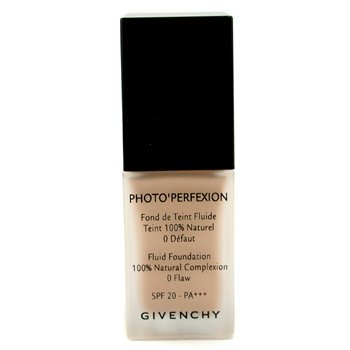 PHOTO'PERFEXION
Fond de Teint Fluide
Teint 100% Naturel
0 Défaut
Fluid Foundation
100% Natural Complexion
0 Flaw
SPF 20 - PA+++
GIVENCHY